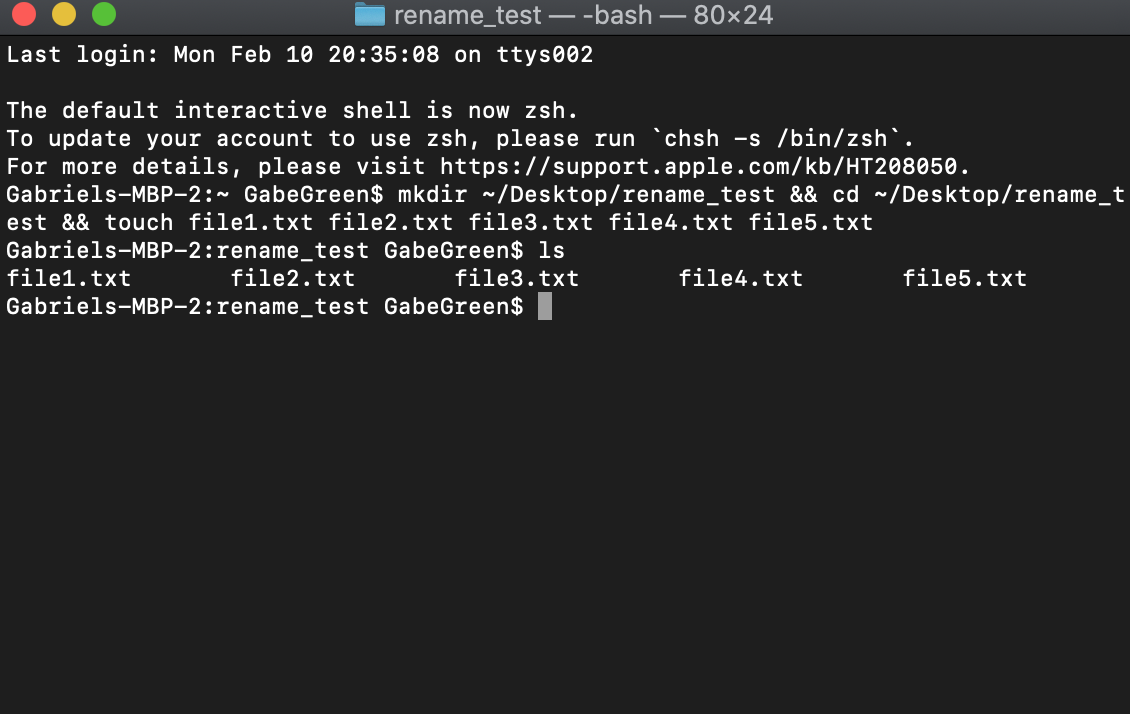 rename_test — -bash — 80×24
Last login: Mon Feb 10 20:35:08 on ttys002
The default interactive shell is now zsh.
To update your account to use zsh, please run `chsh -s /bin/zsh`.
For more details, please visit https://support.apple.com/kb/HT208050.
Gabriels-MBP-2:~ GabeGreen$ mkdir ~/Desktop/rename_test && cd ~/Desktop/rename_t
est && touch file1.txt file2.txt file3.txt file4.txt file5.txt
Gabriels-MBP-2:rename_test GabeGreen$ ls
file1.txt file2.txt file3.txt file4.txt file5.txt
Gabriels-MBP-2:rename_test GabeGreen$